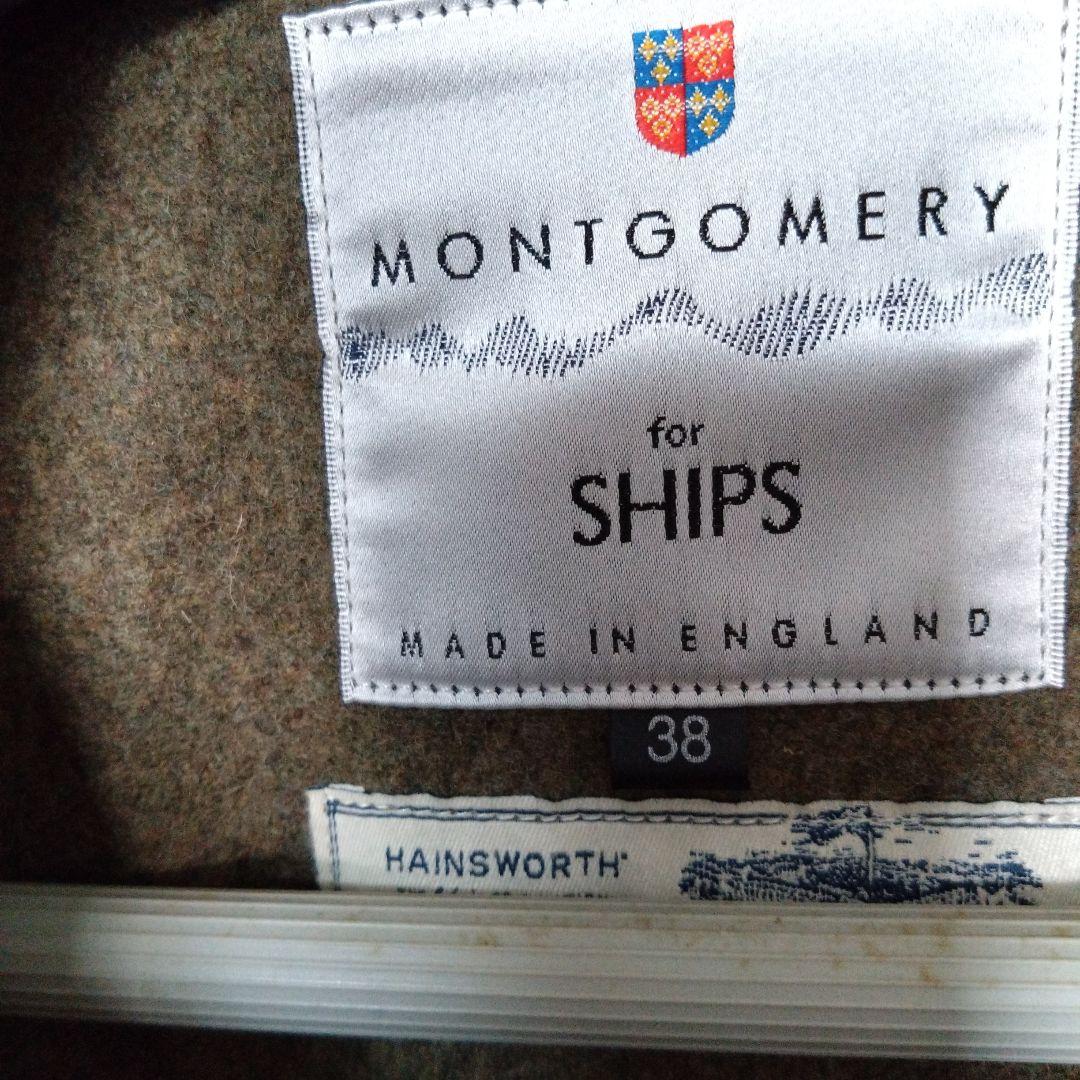 MONTGOMERY
for
SHIPS
MADE IN ENGLAND
38
HAINSWORTH